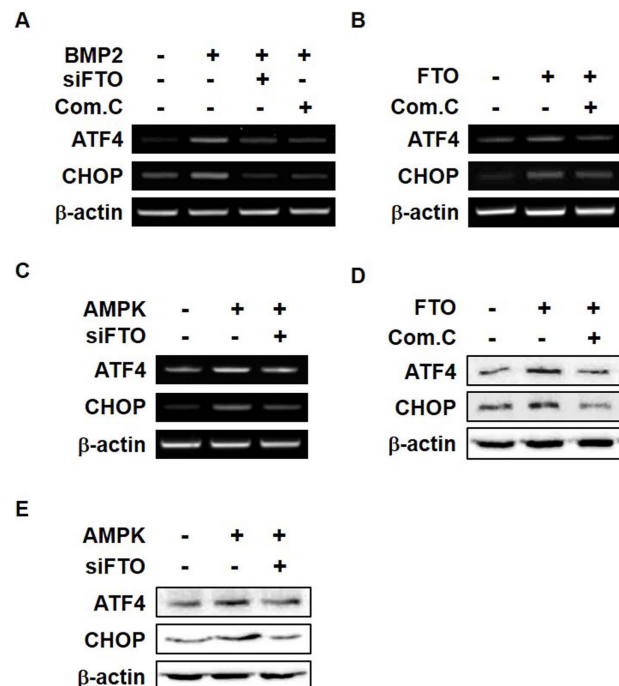 A
BMP2 - + + +
siFTO - - + -
Com.C - - - +
ATF4
CHOP
β-actin
B
FTO - + +
Com.C - - +
ATF4
CHOP
β-actin
C
AMPK - + +
siFTO - - +
ATF4
CHOP
β-actin
D
FTO - + +
Com.C - - +
ATF4
CHOP
β-actin
E
AMPK - + +
siFTO - - +
ATF4
CHOP
β-actin